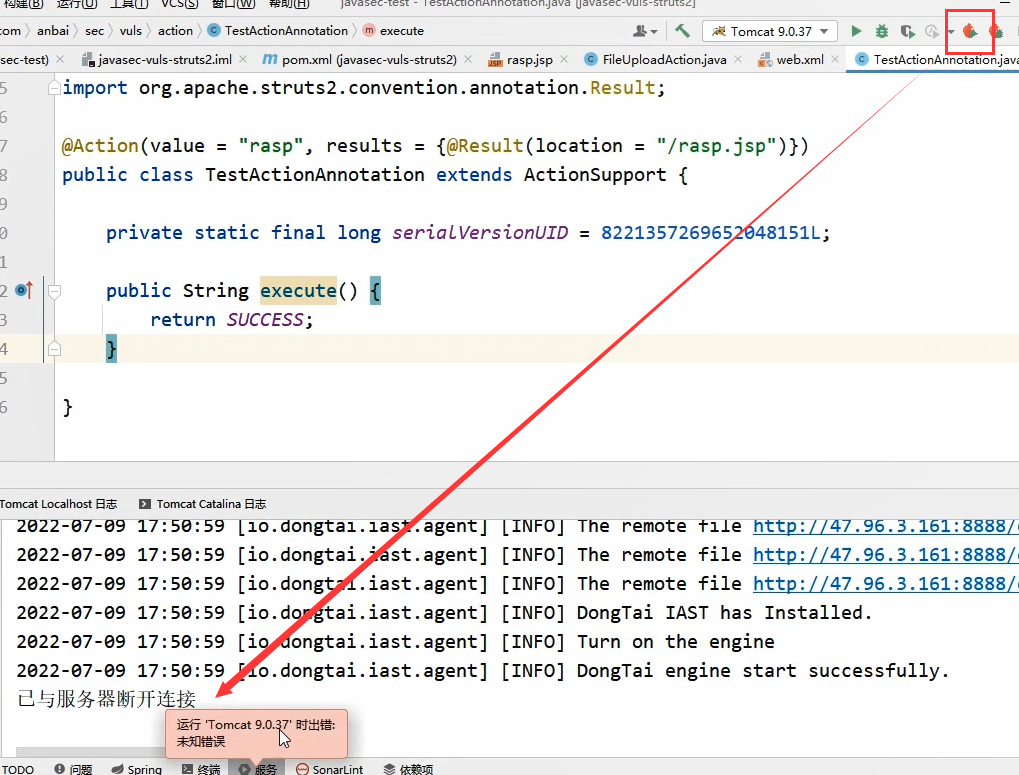 构建(B) 运行(U) 工具(T) VCS(S) 窗口(W) 帮助(H) javasec-test - TestActionAnnotation.java [javasec-vuls-struts2]
com anbai sec vuls action TestActionAnnotation execute Tomcat 9.0.37
sec-test) javasec-vuls-struts2.iml pom.xml (javasec-vuls-struts2) rasp.jsp FileUploadAction.java web.xml TestActionAnnotation.java
5 import org.apache.struts2.convention.annotation.Result;
6
7 @Action(value = "rasp", results = {@Result(location = "/rasp.jsp")})
8 public class TestActionAnnotation extends ActionSupport {
9
0 private static final long serialVersionUID = 8221357269652048151L;
1
2 public String execute() {
3 return SUCCESS;
4 }
5
6 }
Tomcat Localhost 日志 Tomcat Catalina 日志
2022-07-09 17:50:59 [io.dongtai.iast.agent] [INFO] The remote file http://47.96.3.161:8888/
2022-07-09 17:50:59 [io.dongtai.iast.agent] [INFO] The remote file http://47.96.3.161:8888/
2022-07-09 17:50:59 [io.dongtai.iast.agent] [INFO] The remote file http://47.96.3.161:8888/
2022-07-09 17:50:59 [io.dongtai.iast.agent] [INFO] DongTai IAST has Installed.
2022-07-09 17:50:59 [io.dongtai.iast.agent] [INFO] Turn on the engine
2022-07-09 17:50:59 [io.dongtai.iast.agent] [INFO] DongTai engine start successfully.
已与服务器断开连接
运行 'Tomcat 9.0.37' 时出错:
未知错误
TODO 问题 Spring 终端 服务 SonarLint 依赖项